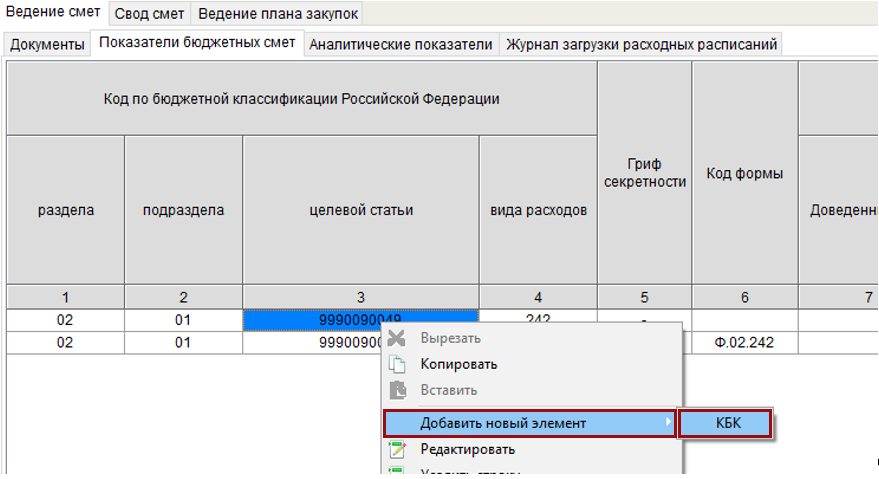 Ведение смет Свод смет Ведение плана закупок
Документы Показатели бюджетных смет Аналитические показатели Журнал загрузки расходных расписаний
Код по бюджетной классификации Российской Федерации
Гриф секретности
Код формы
раздела подраздела целевой статьи вида расходов
1 2 3 4 5 6 7
02 01 9990090049 242 -
02 01 Ф.02.242
Вырезать
Копировать
Вставить
Добавить новый элемент КБК
Редактировать